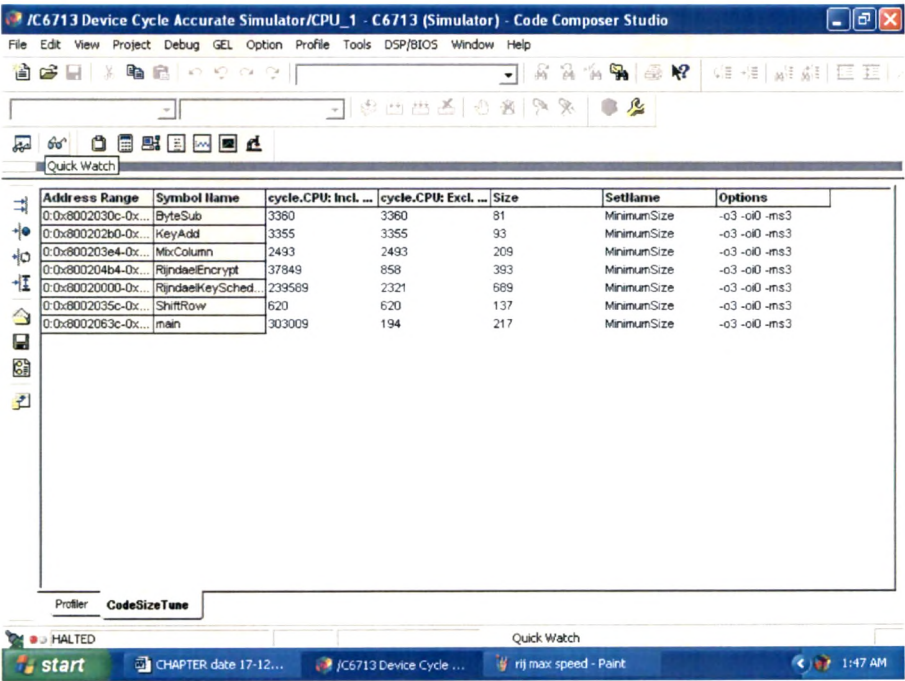 /C6713 Device Cycle Accurate Simulator/CPU_1 - C6713 (Simulator) - Code Composer Studio
File Edit View Project Debug GEL Option Profile Tools DSP/BIOS Window Help
Quick Watch
Address Range Symbol Name cycle.CPU: Incl. ... cycle.CPU: Excl. ... Size SetName Options
0:0x8002030c-0x... ByteSub 3360 3360 81 MinimumSize -o3 -oi0 -ms3
0:0x800202b0-0x... KeyAdd 3355 3355 93 MinimumSize -o3 -oi0 -ms3
0:0x800203e4-0x... MixColumn 2493 2493 209 MinimumSize -o3 -oi0 -ms3
0:0x800204b4-0x... RijndaelEncrypt 37849 858 393 MinimumSize -o3 -oi0 -ms3
0:0x80020000-0x... RijndaelKeySched... 239589 2321 689 MinimumSize -o3 -oi0 -ms3
0:0x8002035c-0x... ShiftRow 620 620 137 MinimumSize -o3 -oi0 -ms3
0:0x8002063c-0x... main 303009 194 217 MinimumSize -o3 -oi0 -ms3
Profiler CodeSizeTune
HALTED Quick Watch
start CHAPTER date 17-12... /C6713 Device Cycle ... rij max speed - Paint 1:47 AM